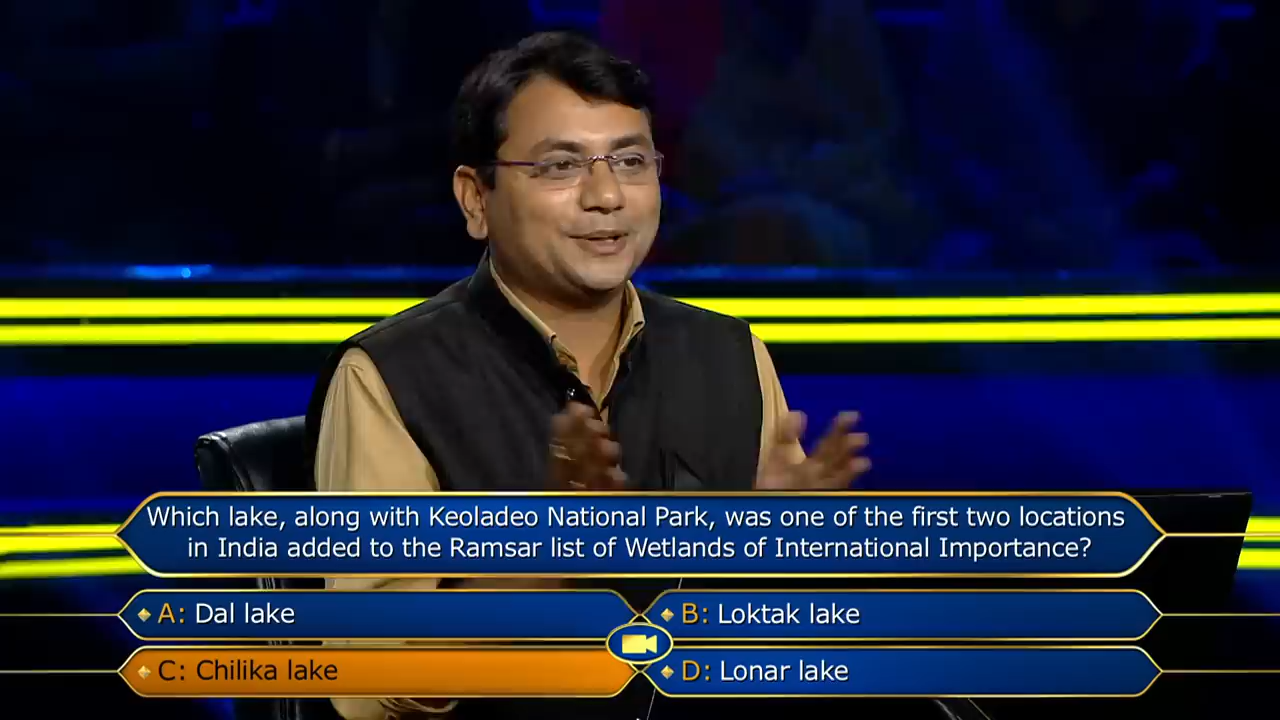 Which lake, along with Keoladeo National Park, was one of the first two locations
in India added to the Ramsar list of Wetlands of International Importance?
A: Dal lake
B: Loktak lake
C: Chilika lake
D: Lonar lake